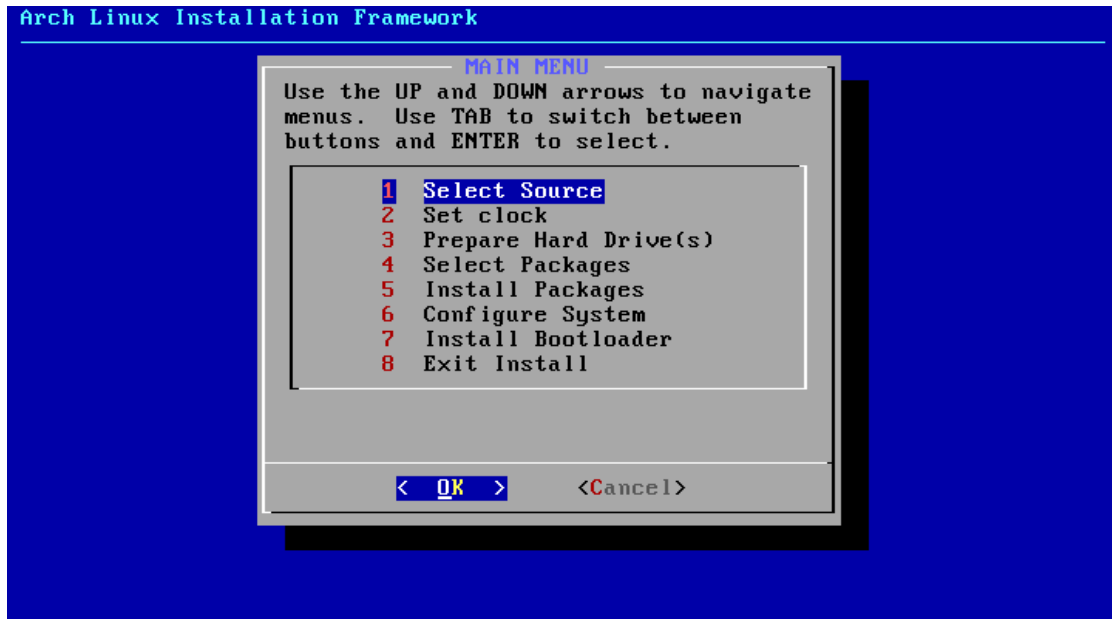 Arch Linux Installation Framework
MAIN MENU
Use the UP and DOWN arrows to navigate
menus.  Use TAB to switch between
buttons and ENTER to select.
1  Select Source
2  Set clock
3  Prepare Hard Drive(s)
4  Select Packages
5  Install Packages
6  Configure System
7  Install Bootloader
8  Exit Install
<  OK  >      <Cancel>